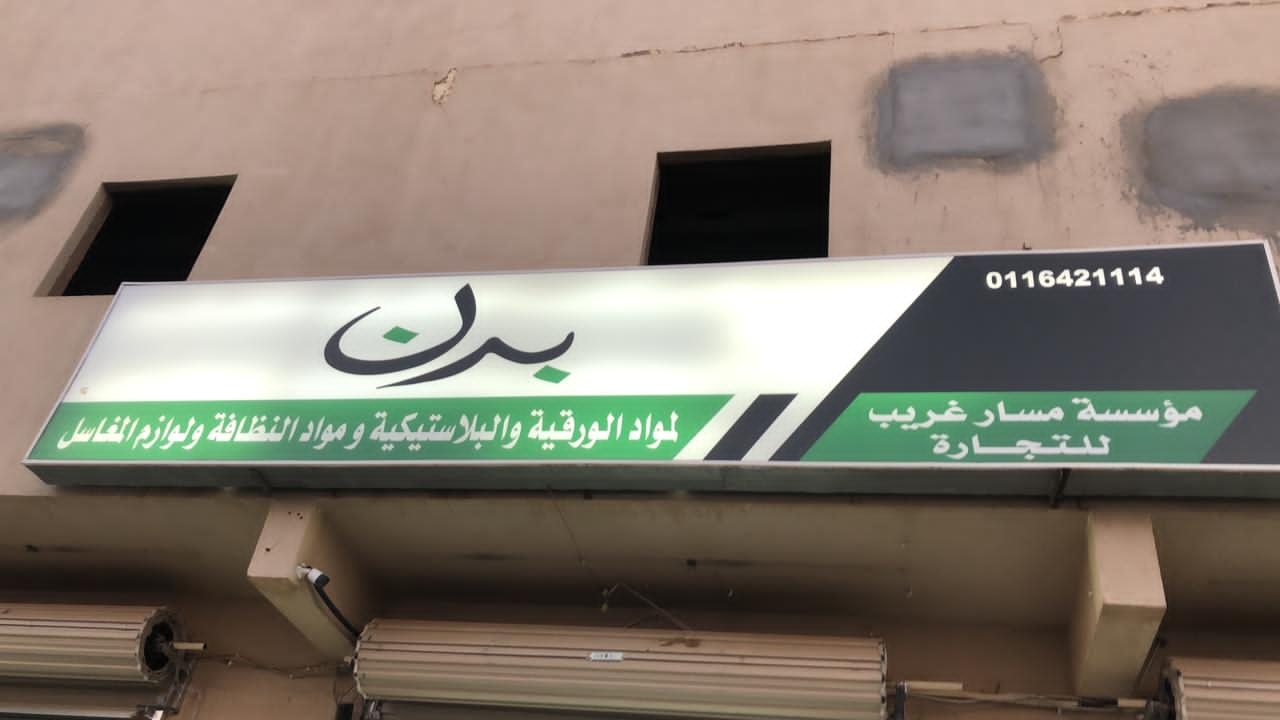 بدن
لمواد الورقية والبلاستيكية و مواد النظافة ولوازم المغاسل
0116421114
مؤسسة مسار غريب
للتجارة